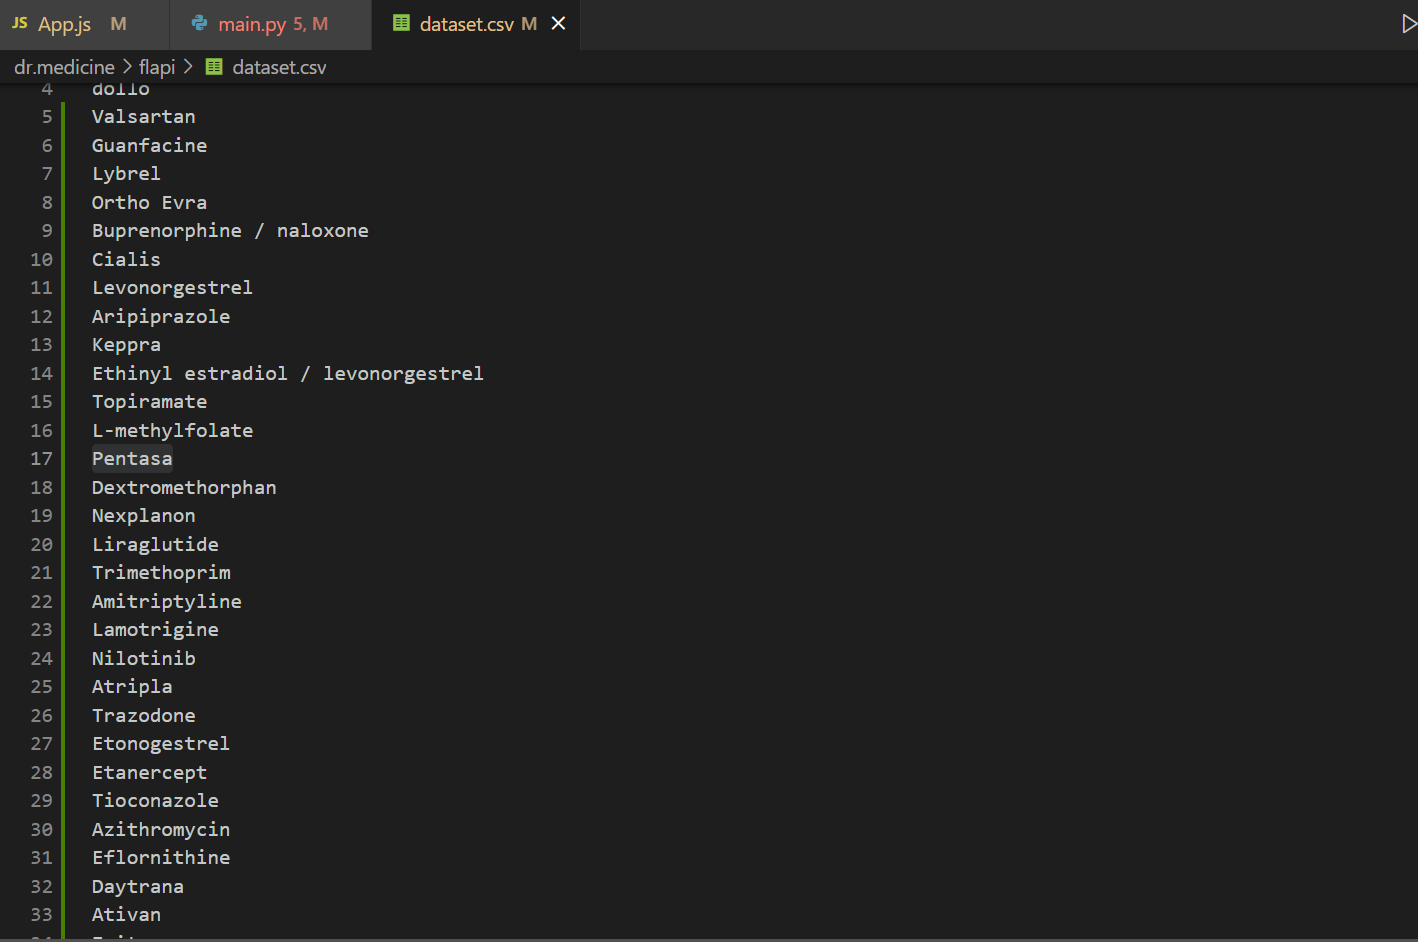 JS App.js M
main.py 5, M
dataset.csv M
dr.medicine > flapi > dataset.csv
4 dollo
5 Valsartan
6 Guanfacine
7 Lybrel
8 Ortho Evra
9 Buprenorphine / naloxone
10 Cialis
11 Levonorgestrel
12 Aripiprazole
13 Keppra
14 Ethinyl estradiol / levonorgestrel
15 Topiramate
16 L-methylfolate
17 Pentasa
18 Dextromethorphan
19 Nexplanon
20 Liraglutide
21 Trimethoprim
22 Amitriptyline
23 Lamotrigine
24 Nilotinib
25 Atripla
26 Trazodone
27 Etonogestrel
28 Etanercept
29 Tioconazole
30 Azithromycin
31 Eflornithine
32 Daytrana
33 Ativan